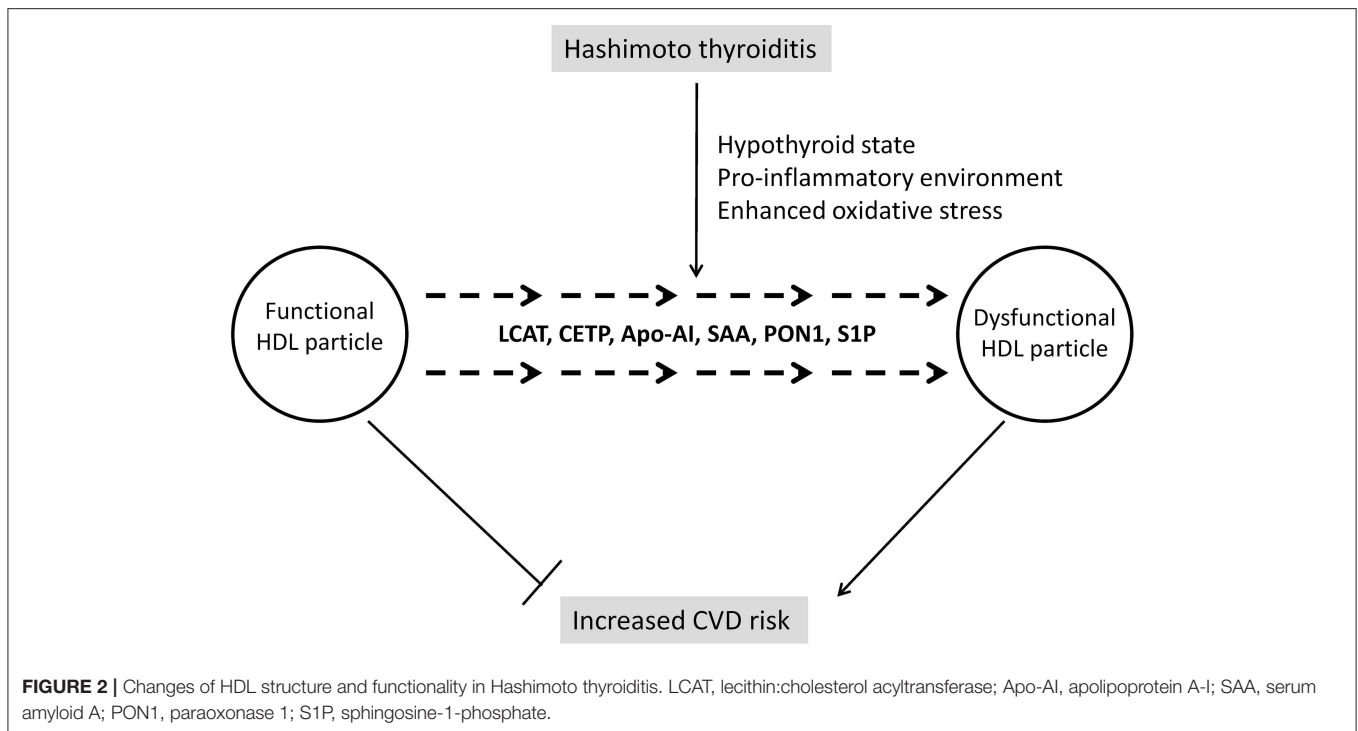 Hashimoto thyroiditis
Hypothyroid state
Pro-inflammatory environment
Enhanced oxidative stress
Functional
HDL particle
LCAT, CETP, Apo-AI, SAA, PON1, S1P
Dysfunctional
HDL particle
Increased CVD risk
FIGURE 2 | Changes of HDL structure and functionality in Hashimoto thyroiditis. LCAT, lecithin:cholesterol acyltransferase; Apo-AI, apolipoprotein A-I; SAA, serum
amyloid A; PON1, paraoxonase 1; S1P, sphingosine-1-phosphate.